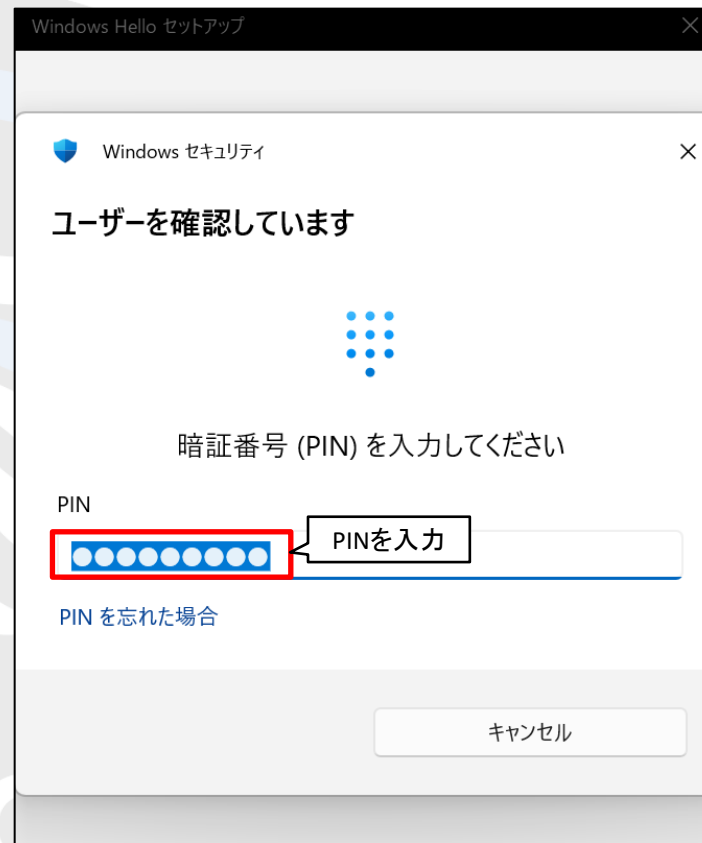 Windows Hello セットアップ
Windows セキュリティ
ユーザーを確認しています
暗証番号 (PIN) を入力してください
PIN
●●●●●●●●●
PINを入力
PIN を忘れた場合
キャンセル